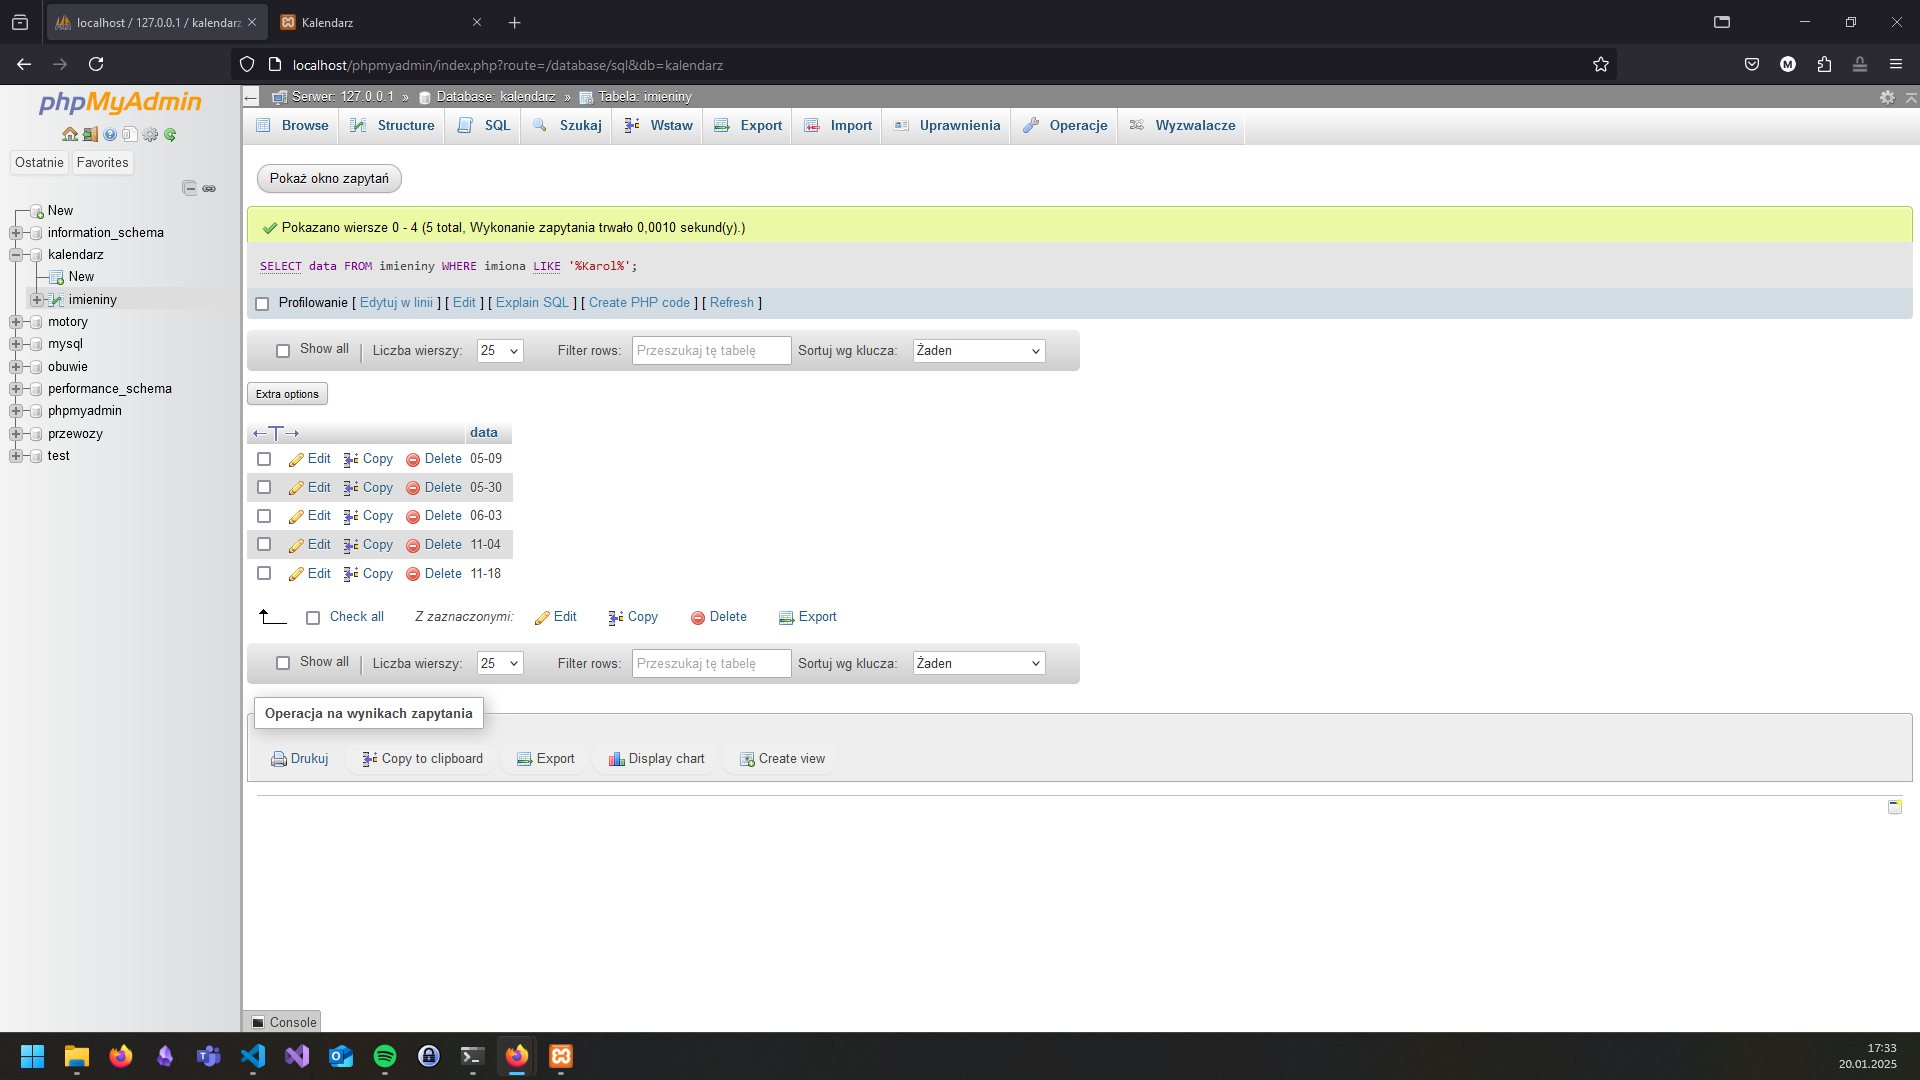 localhost / 127.0.0.1 / kalendarz
Kalendarz
localhost/phpmyadmin/index.php?route=/database/sql&db=kalendarz
M
phpMyAdmin
Ostatnie Favorites
New
information_schema
kalendarz
New
imieniny
motory
mysql
obuwie
performance_schema
phpmyadmin
przewozy
test
Serwer: 127.0.0.1 » Database: kalendarz » Tabela: imieniny
Browse Structure SQL Szukaj Wstaw Export Import Uprawnienia Operacje Wyzwalacze
Pokaż okno zapytań
Pokazano wiersze 0 - 4 (5 total, Wykonanie zapytania trwało 0,0010 sekund(y).)
SELECT data FROM imieniny WHERE imiona LIKE '%Karol%';
Profilowanie [ Edytuj w linii ] [ Edit ] [ Explain SQL ] [ Create PHP code ] [ Refresh ]
Show all Liczba wierszy: 25 Filter rows: Przeszukaj tę tabelę Sortuj wg klucza: Żaden
Extra options
←T→ data
Edit Copy Delete 05-09
Edit Copy Delete 05-30
Edit Copy Delete 06-03
Edit Copy Delete 11-04
Edit Copy Delete 11-18
Check all Z zaznaczonymi: Edit Copy Delete Export
Show all Liczba wierszy: 25 Filter rows: Przeszukaj tę tabelę Sortuj wg klucza: Żaden
Operacja na wynikach zapytania
Drukuj Copy to clipboard Export Display chart Create view
Console
17:33
20.01.2025